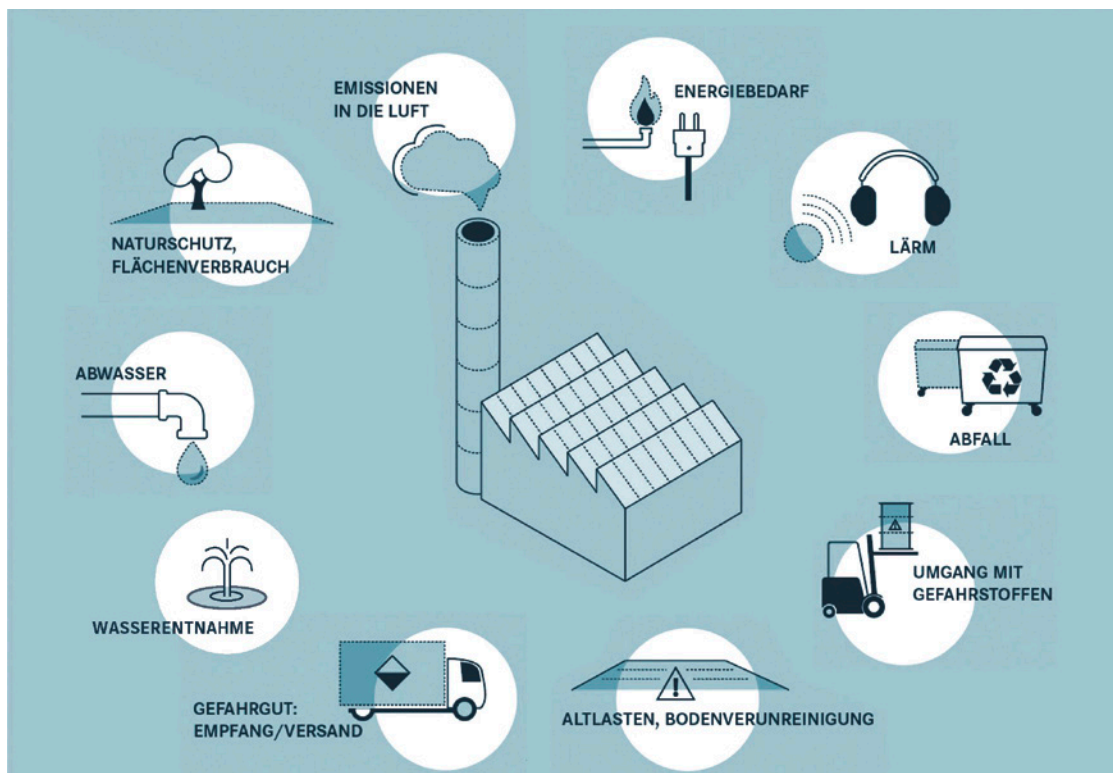 EMISSIONEN
IN DIE LUFT
ENERGIEBEDARF
LÄRM
ABFALL
UMGANG MIT
GEFAHRSTOFFEN
ALTLASTEN, BODENVERUNREINIGUNG
GEFAHRGUT:
EMPFANG/VERSAND
WASSERENTNAHME
ABWASSER
NATURSCHUTZ,
FLÄCHENVERBRAUCH